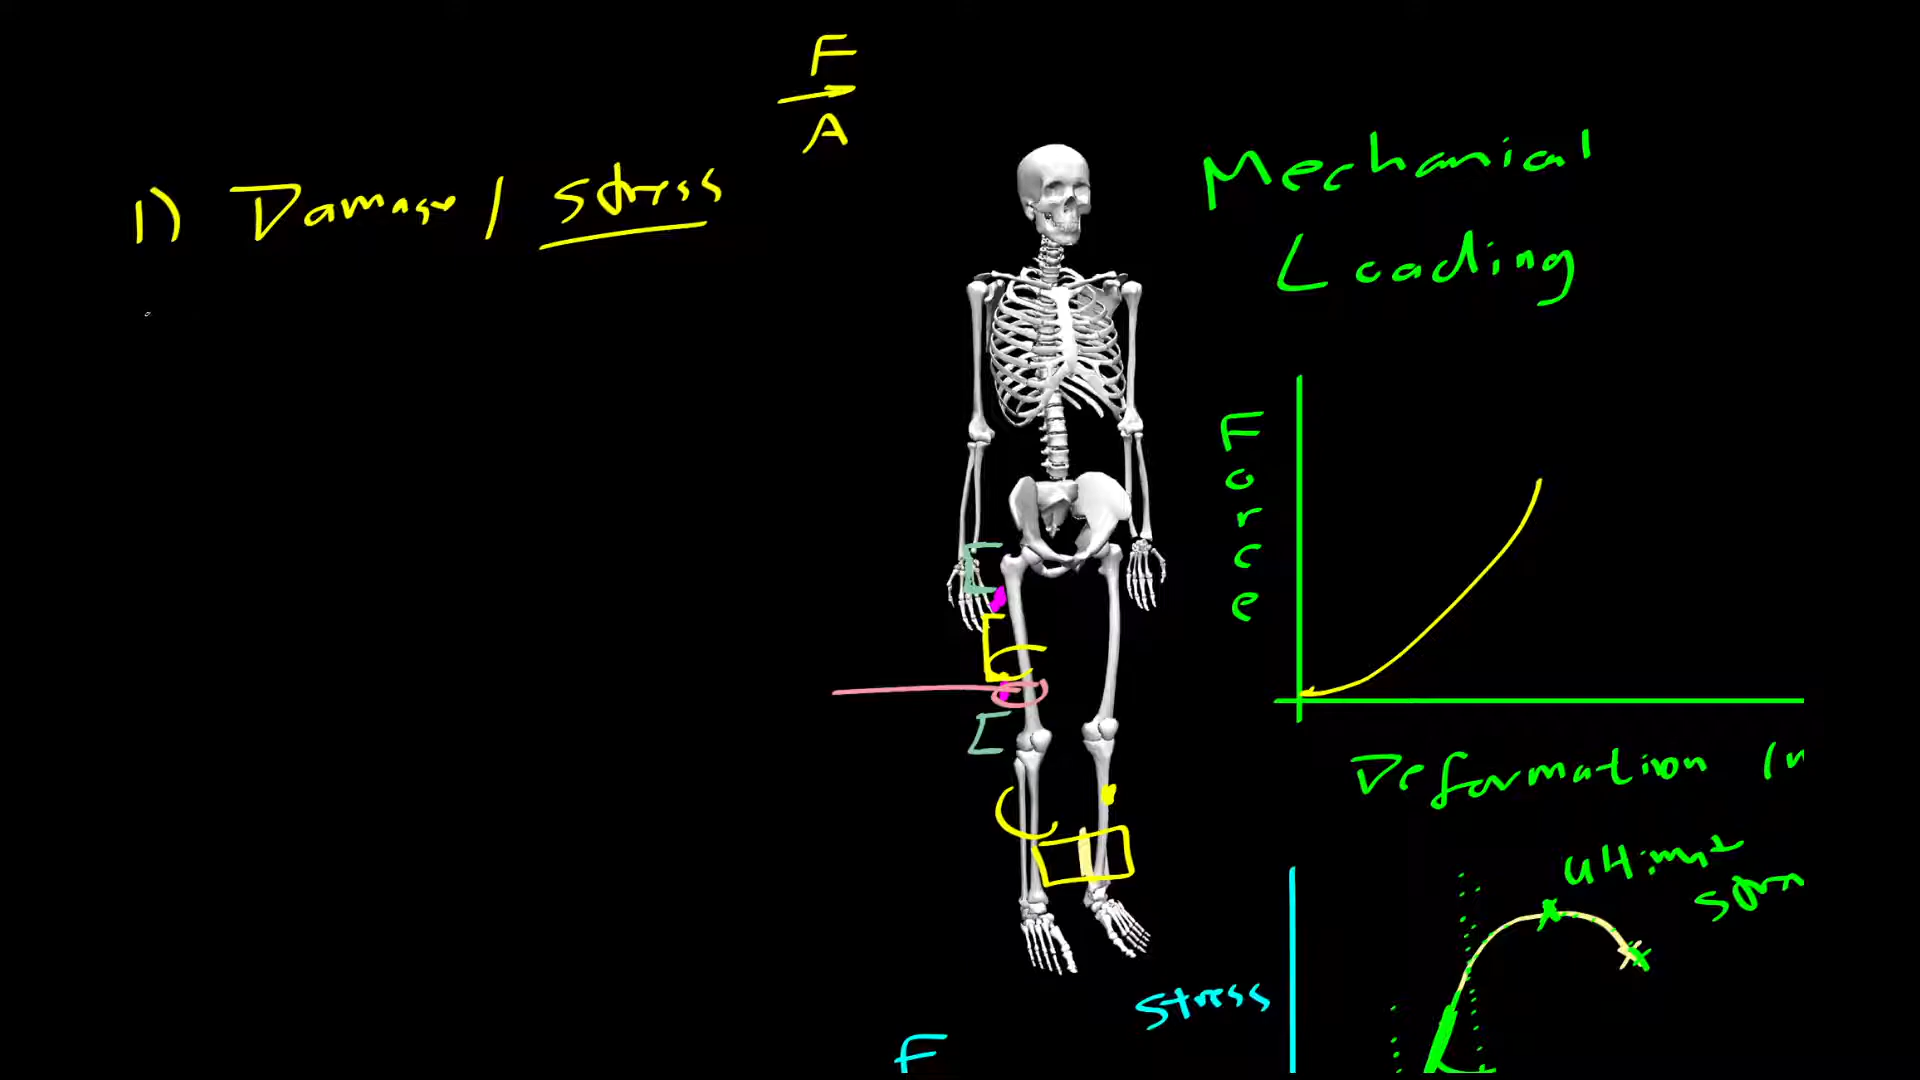 F
A
1) Damage / Stress
Mechanical
Loading
Force
Deformation
Ultimate
Stress
F